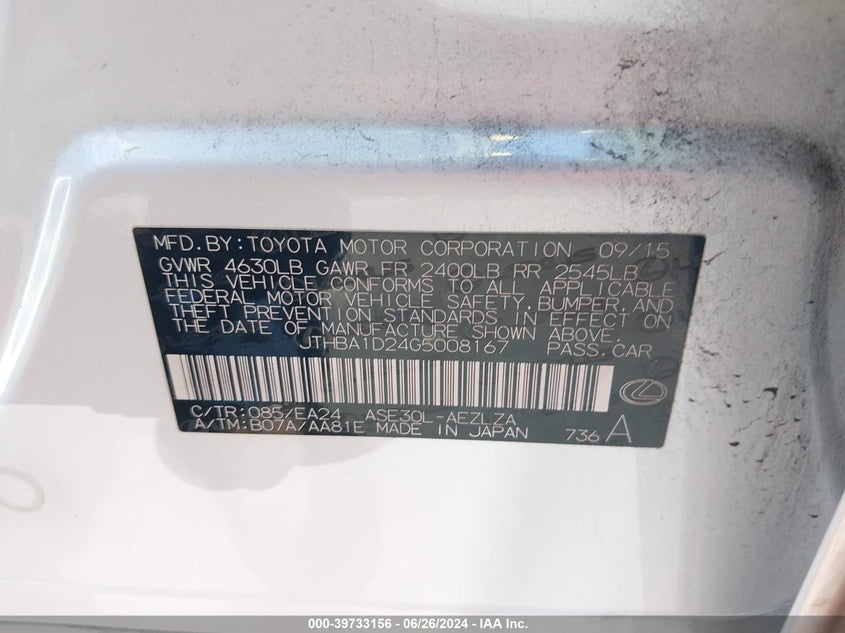 MFD.BY:TOYOTA MOTOR CORPORATION 09/15
GVWR 4630LB GAWR FR 2400LB RR 2545LB
THIS VEHICLE CONFORMS TO ALL APPLICABLE
FEDERAL MOTOR VEHICLE SAFETY,BUMPER,AND
THEFT PREVENTION STANDARDS IN EFFECT ON
THE DATE OF MANUFACTURE SHOWN ABOVE.
JTHBA1D24G5008167 PASS.CAR
C/TR:085/EA24 ASE30L-AEZLZA
A/TM:B07A/AA81E MADE IN JAPAN 736 A
000-39733156 - 06/26/2024 - IAA Inc.